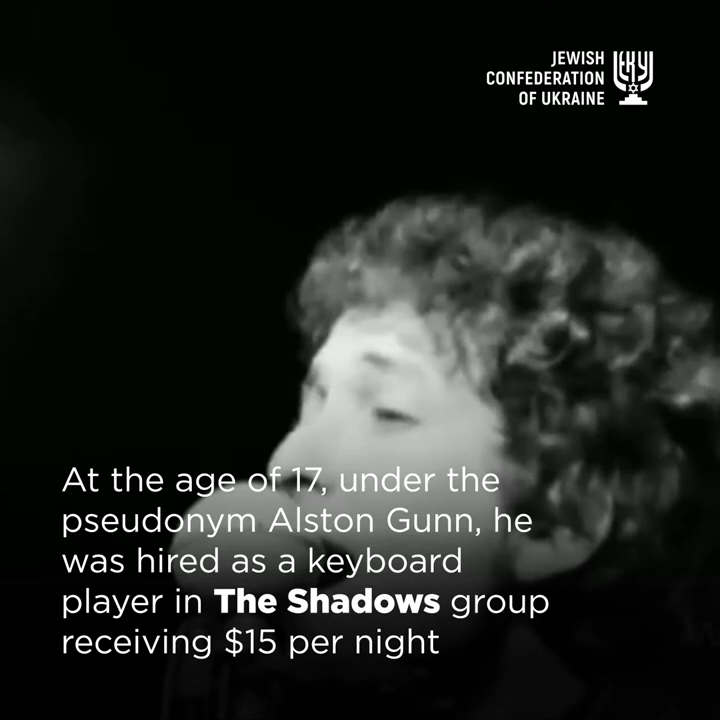 JEWISH
CONFEDERATION
OF UKRAINE
At the age of 17, under the
pseudonym Alston Gunn, he
was hired as a keyboard
player in The Shadows group
receiving $15 per night